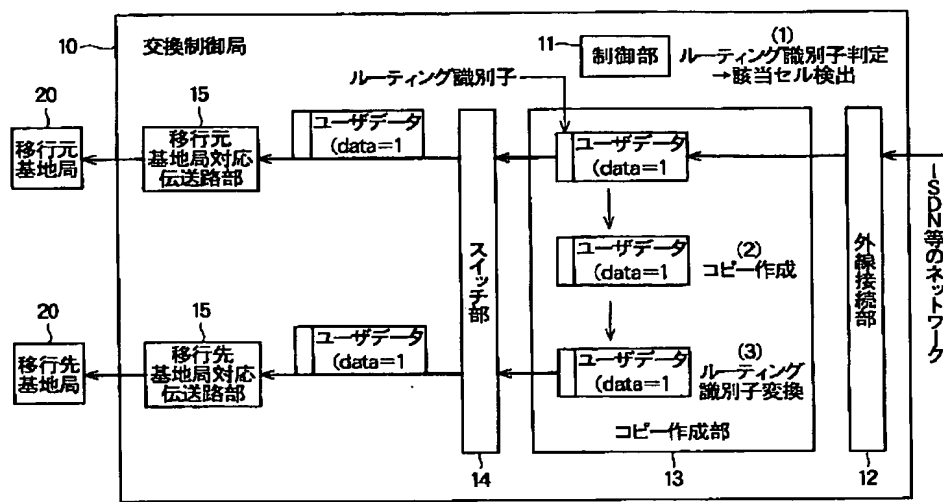 10
交換制御局
11
制御部
(1)
ルーティング識別子判定
→該当セル検出
ルーティング識別子
20
移行元
基地局
15
移行元
基地局対応
伝送路部
ユーザデータ
(data=1
ユーザデータ
(data=1
ユーザデータ
(data=1
(2)
コピー作成
20
移行先
基地局
15
移行先
基地局対応
伝送路部
ユーザデータ
(data=1
ユーザデータ
(data=1
(3)
ルーティング
識別子変換
スイッチ部
コピー作成部
外線接続部
ISDN等のネットワーク
14
13
12